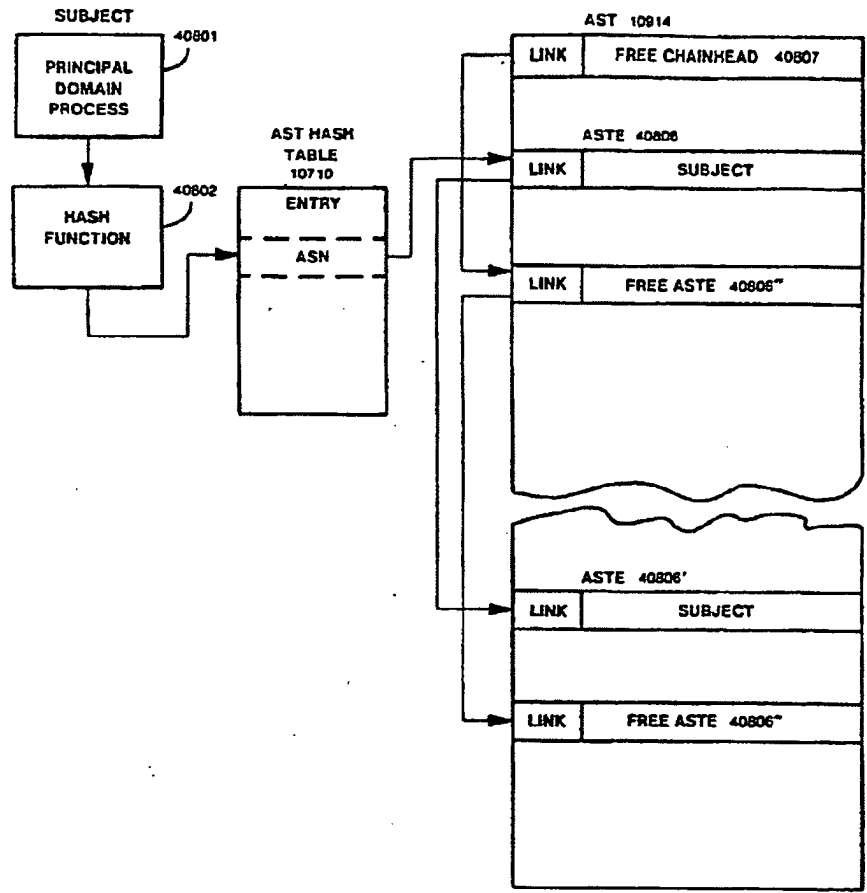 SUBJECT
40801
PRINCIPAL
DOMAIN
PROCESS
40802
HASH
FUNCTION
AST HASH
TABLE
10710
ENTRY
ASN
AST 10914
LINK FREE CHAINHEAD 40807
ASTE 40806
LINK SUBJECT
LINK FREE ASTE 40806"
ASTE 40806'
LINK SUBJECT
LINK FREE ASTE 40806"